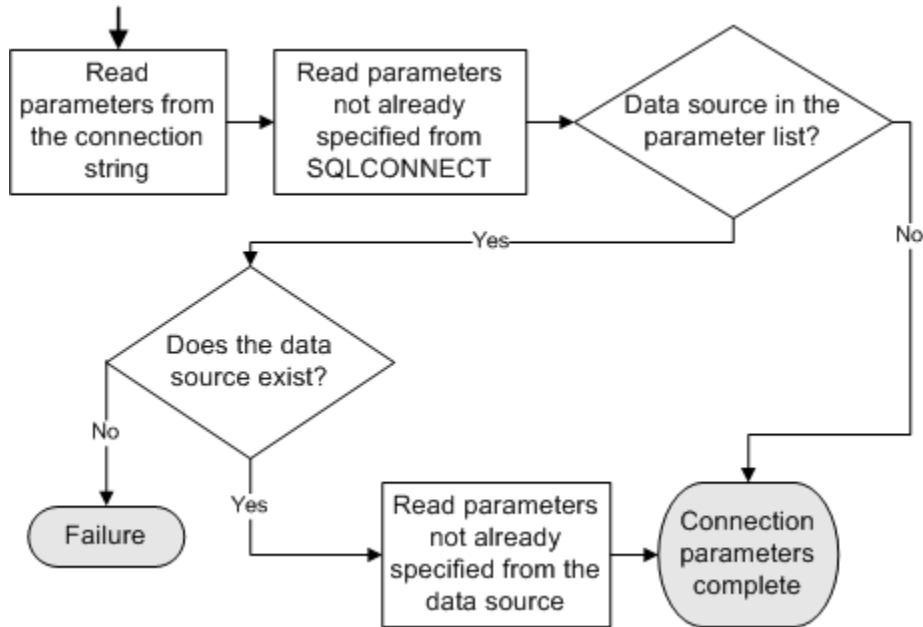 Read
parameters from
the connection
string
Read parameters
not already
specified from
SQLCONNECT
Data source in the
parameter list?
Yes
No
Does the data
source exist?
No
Yes
Failure
Read parameters
not already
specified from the
data source
Connection
parameters
complete